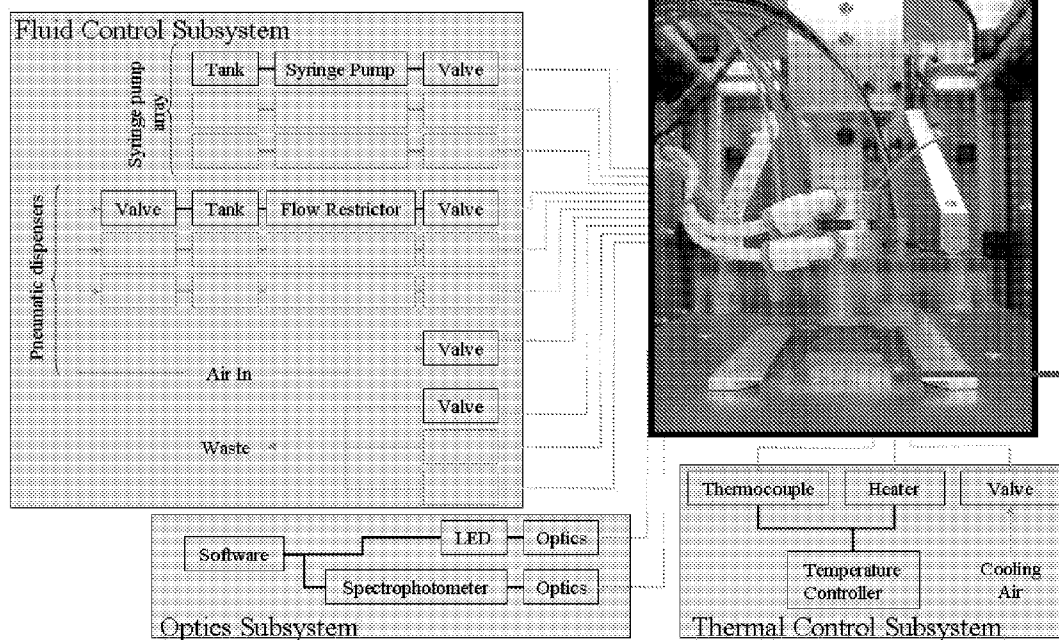 Fluid Control Subsystem
Syringe pump
array
Tank
Syringe Pump
Valve
Pneumatic dispensers
Valve
Tank
Flow Restrictor
Valve
Valve
Air In
Valve
Waste
Software
LED
Optics
Spectrophotometer
Optics
Optics Subsystem
Thermocouple
Heater
Valve
Temperature
Controller
Cooling
Air
Thermal Control Subsystem